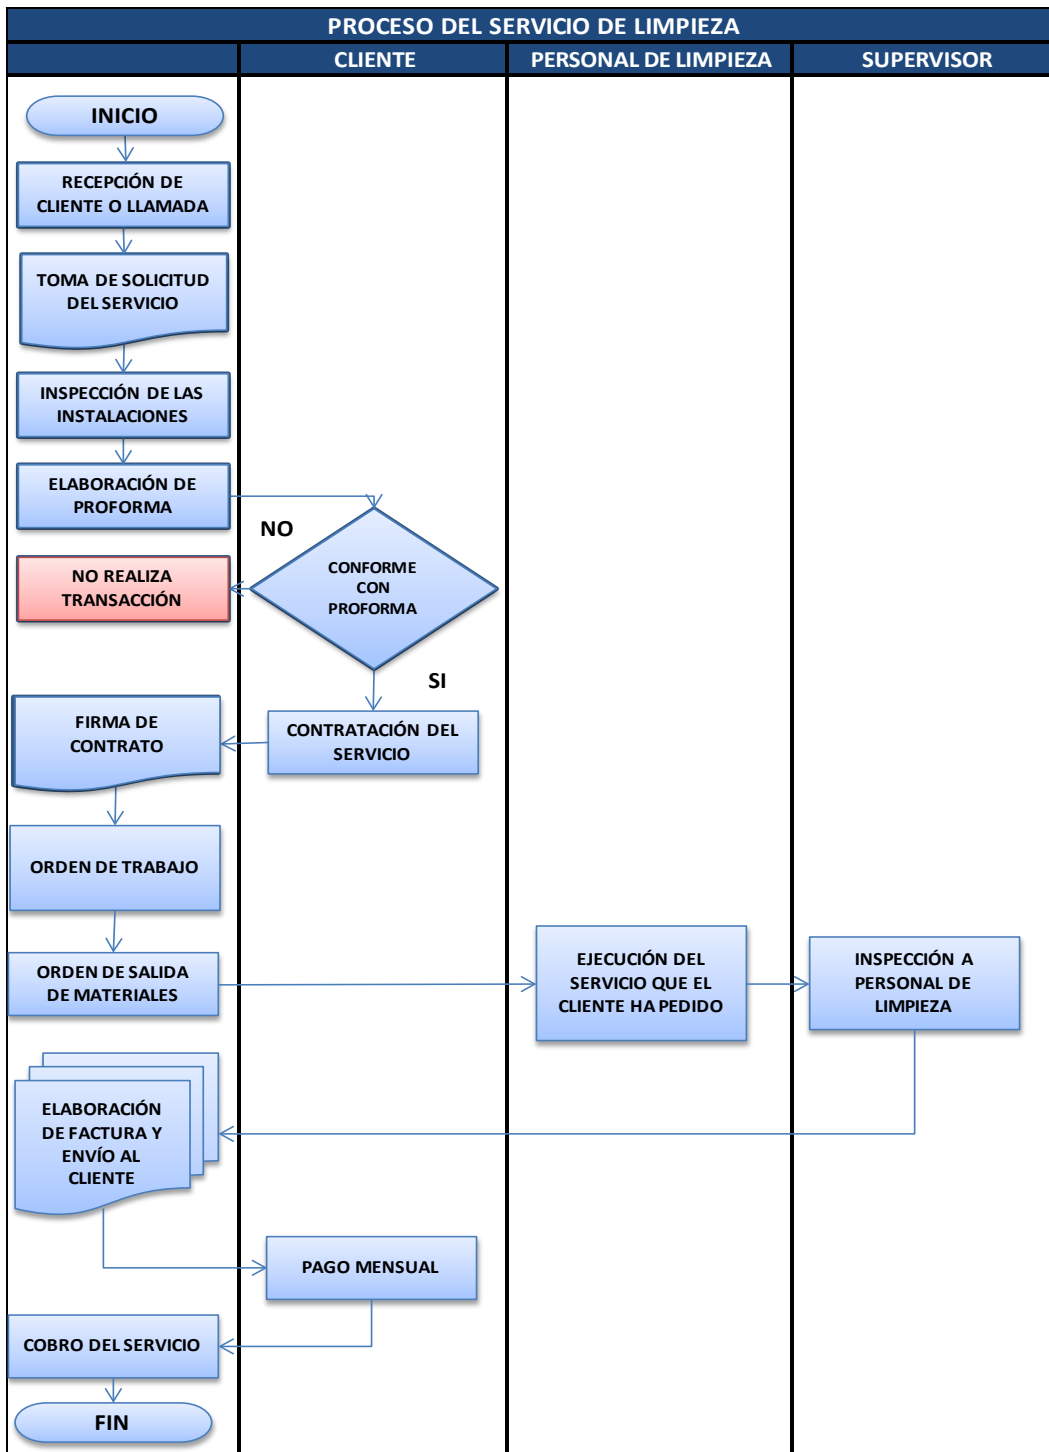 PROCESO DEL SERVICIO DE LIMPIEZA
CLIENTE
PERSONAL DE LIMPIEZA
SUPERVISOR
INICIO
RECEPCIÓN DE
CLIENTE O LLAMADA
TOMA DE SOLICITUD
DEL SERVICIO
INSPECCIÓN DE LAS
INSTALACIONES
ELABORACIÓN DE
PROFORMA
NO
CONFORME
CON
PROFORMA
NO REALIZA
TRANSACCIÓN
SI
CONTRATACIÓN DEL
SERVICIO
FIRMA DE
CONTRATO
ORDEN DE TRABAJO
ORDEN DE SALIDA
DE MATERIALES
EJECUCIÓN DEL
SERVICIO QUE EL
CLIENTE HA PEDIDO
INSPECCIÓN A
PERSONAL DE
LIMPIEZA
ELABORACIÓN
DE FACTURA Y
ENVÍO AL
CLIENTE
PAGO MENSUAL
COBRO DEL SERVICIO
FIN